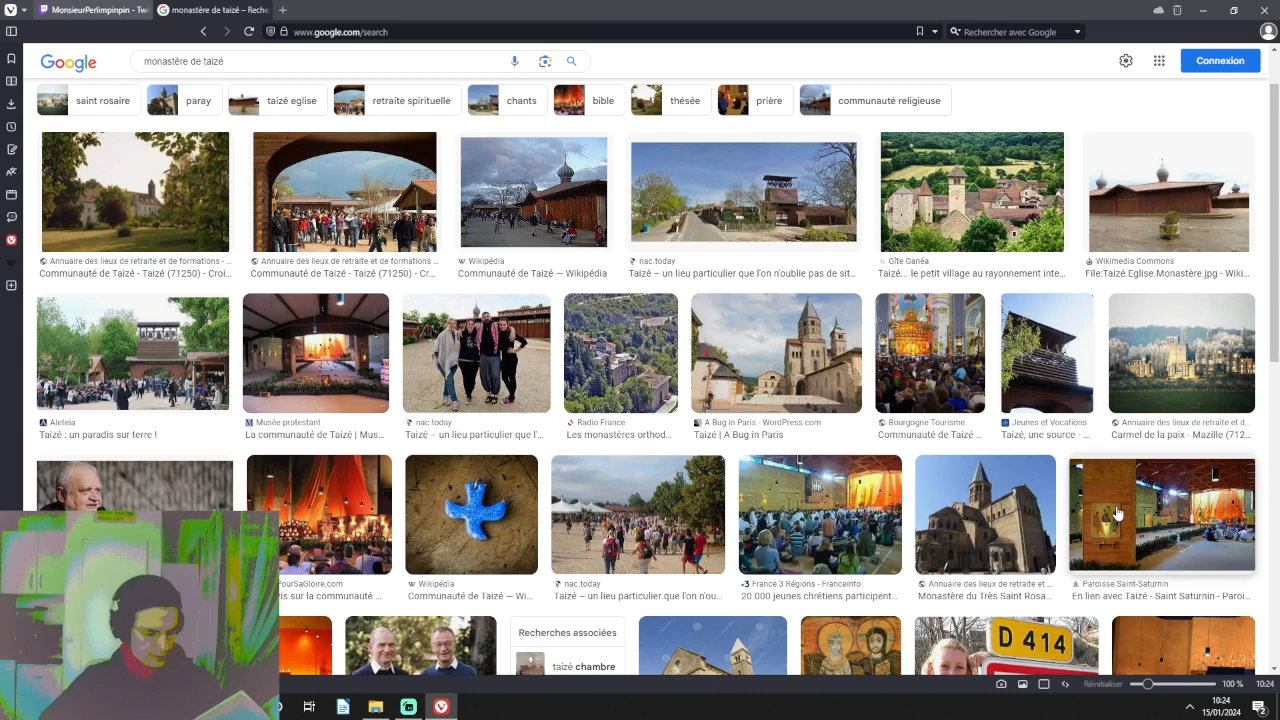 MonsieurPerlimpinpin - Tw
monastère de taizé — Reche
www.google.com/search
Rechercher avec Google
Google
monastère de taizé
Connexion
saint rosaire
paray
taizé eglise
retraite spirituelle
chants
bible
thésée
prière
communauté religieuse
Annuaire des lieux de retraite et de formations - ...
Communauté de Taizé - Taizé (71250) - Croi...
Annuaire des lieux de retraite et de formations ...
Communauté de Taizé - Taizé (71250) - Cr...
Wikipédia
Communauté de Taizé — Wikipédia
nac.today
Taizé – un lieu particulier que l'on n'oublie pas de sit...
Gîte Ganéa
Taizé... le petit village au rayonnement inte...
Wikimedia Commons
File:Taizé.Eglise.Monastère.jpg - Wiki...
Aleteia
Taizé : un paradis sur terre !
Musée protestant
La communauté de Taizé | Mus...
nac.today
Taizé – un lieu particulier que l'...
Radio France
Les monastères orthod...
A Bug in Paris - WordPress.com
Taizé | A Bug in Paris
Bourgogne Tourisme
Communauté de Taizé ...
Jeunes et Vocations
Taizé, une source - ...
Annuaire des lieux de retraite et d...
Carmel de la paix - Mazille (712...
PourSaGloire.com
is sur la communauté ...
Wikipédia
Communauté de Taizé — Wi...
nac.today
Taizé – un lieu particulier que l'on n'ou...
France 3 Régions - Franceinfo
20 000 jeunes chrétiens participent...
Annuaire des lieux de retraite et ...
Monastère du Très Saint Rosa...
Paroisse Saint-Saturnin
En lien avec Taizé - Saint Saturnin - Paroi...
Recherches associées
taizé chambre
D 414
Réinitialiser
100 %
10:24
10:24
15/01/2024
2